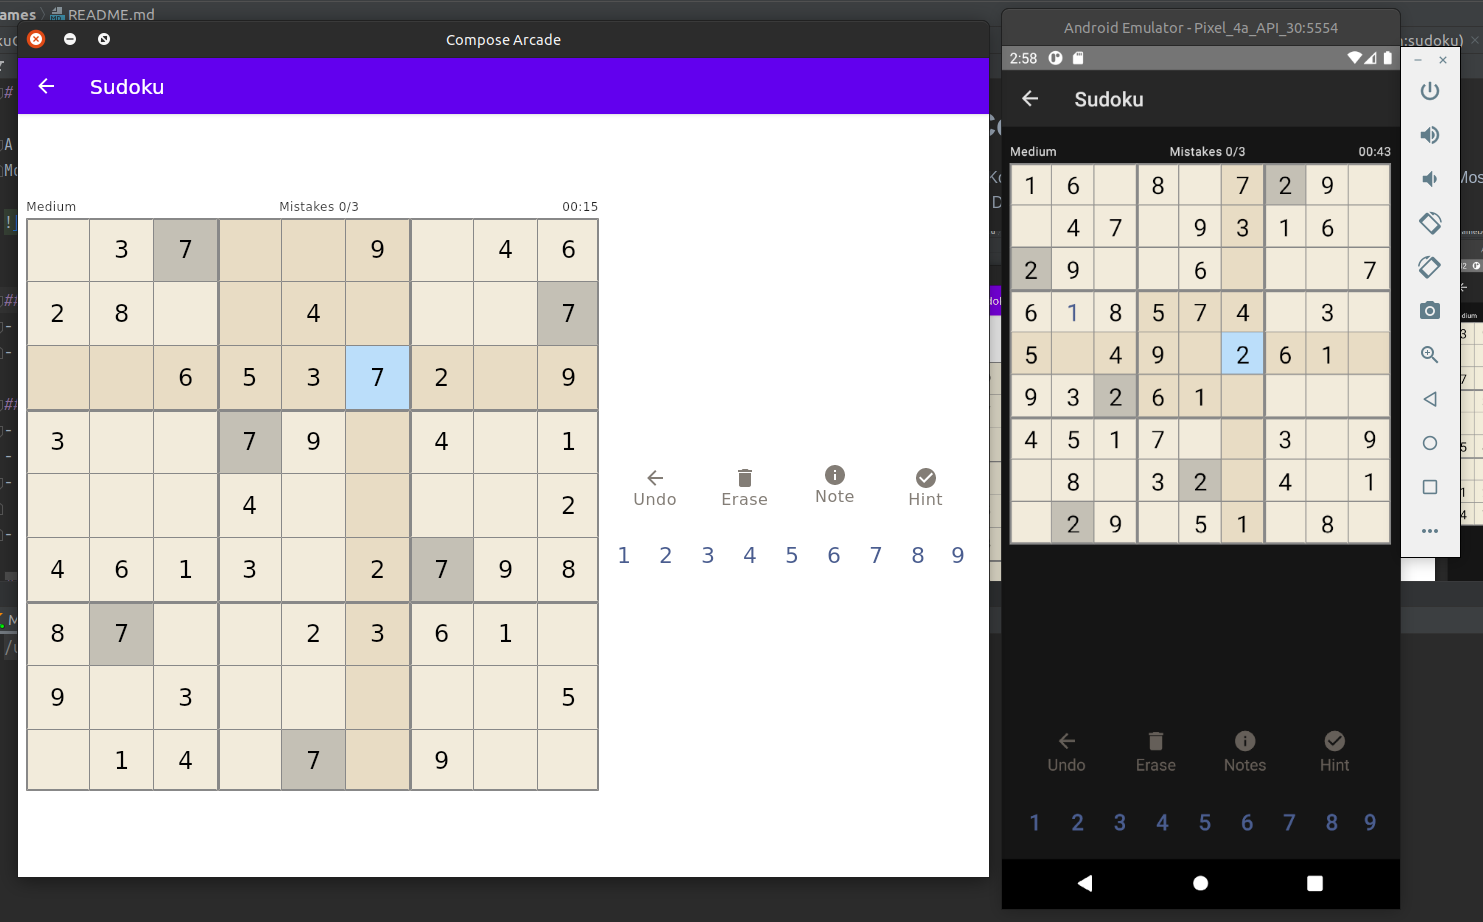 README.md
Compose Arcade
Sudoku
Medium Mistakes 0/3 00:15
3 7 9 4 6
2 8 4 7
6 5 3 7 2 9
3 7 9 4 1
4 2
4 6 1 3 2 7 9 8
8 7 2 3 6 1
9 3 5
1 4 7 9
Undo Erase Note Hint
1 2 3 4 5 6 7 8 9
Android Emulator - Pixel_4a_API_30:5554
2:58
Sudoku
Medium Mistakes 0/3 00:43
1 6 8 7 2 9
4 7 9 3 1 6
2 9 6 7
6 1 8 5 7 4 3
5 4 9 2 6 1
9 3 2 6 1
4 5 1 7 3 9
8 3 2 4 1
2 9 5 1 8
Undo Erase Notes Hint
1 2 3 4 5 6 7 8 9